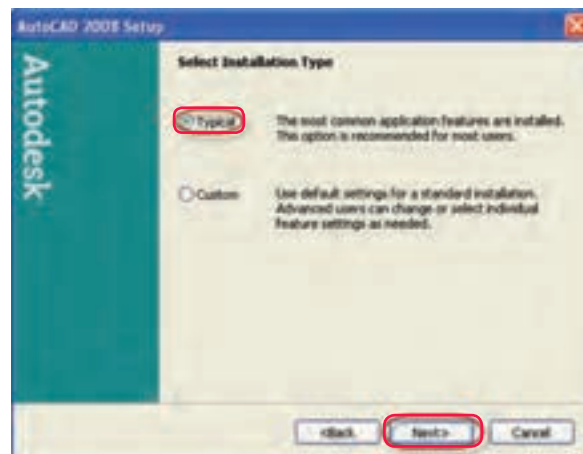 AutoCAD 2008 Setup
Autodesk
Select Installation Type
Typical
The most common application features are installed.
This option is recommended for most users.
Custom
Use default settings for a standard installation.
Advanced users can change or select individual
feature settings as needed.
<Back
Next>
Cancel